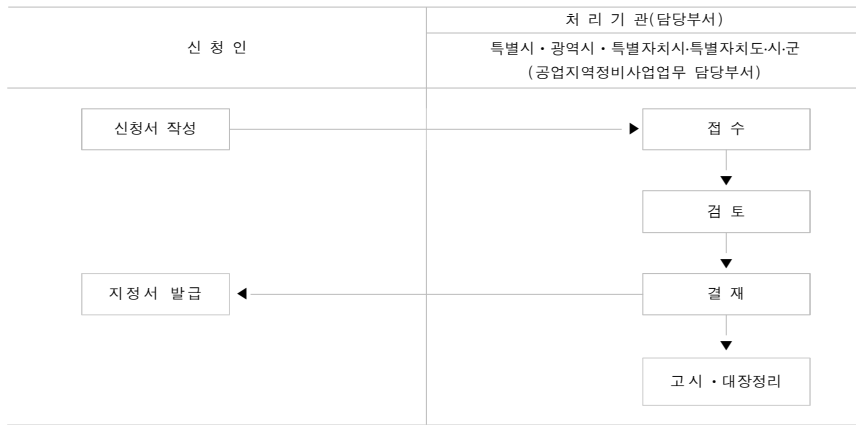 신 청 인
처 리 기 관(담당부서)
특별시·광역시·특별자치시·특별자치도·시·군
(공업지역정비사업업무 담당부서)
신청서 작성
접 수
검 토
지정서 발급
결 재
고시·대장정리